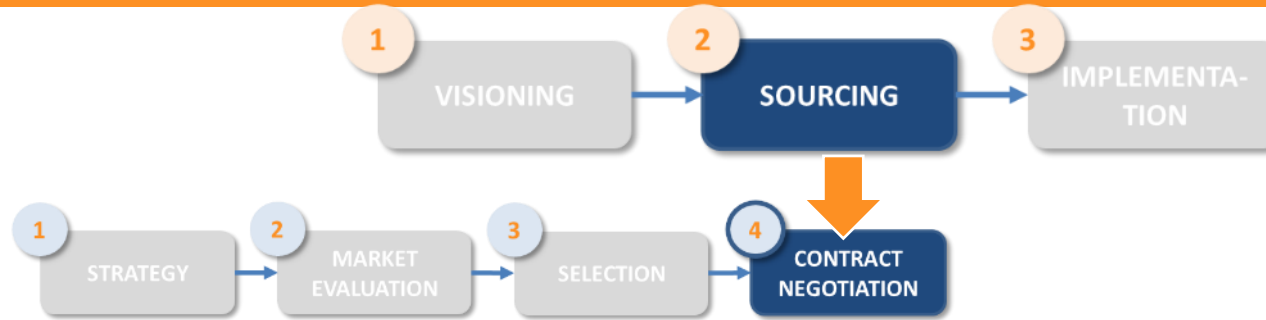 1
VISIONING
2
SOURCING
3
IMPLEMENTA-
TION
1
STRATEGY
2
MARKET
EVALUATION
3
SELECTION
4
CONTRACT
NEGOTIATION